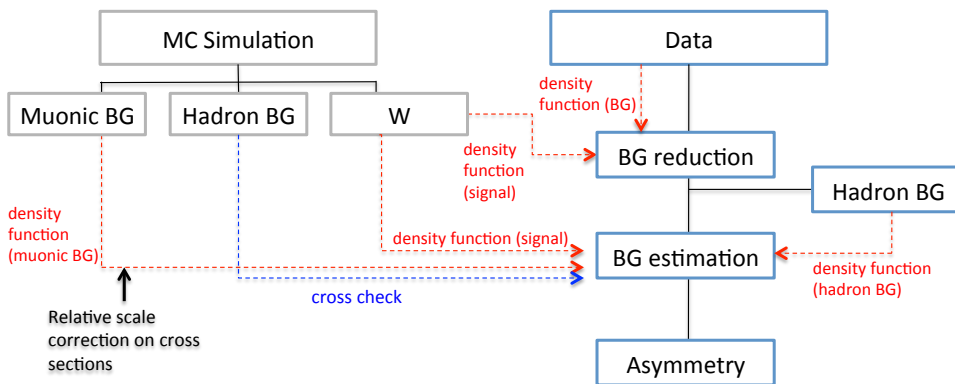 MC Simulation
Data
Muonic BG
Hadron BG
W
density
function (BG)
density
function
(signal)
BG reduction
Hadron BG
density
function
(muonic BG)
density function (signal)
BG estimation
density function
(hadron BG)
cross check
Relative scale
correction on cross
sections
Asymmetry